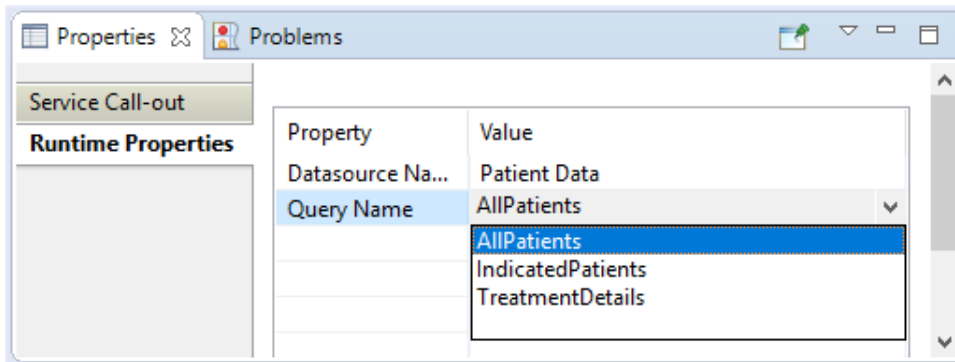 Properties Problems
Service Call-out
Runtime Properties
Property Value
Datasource Na... Patient Data
Query Name AllPatients
AllPatients
IndicatedPatients
TreatmentDetails